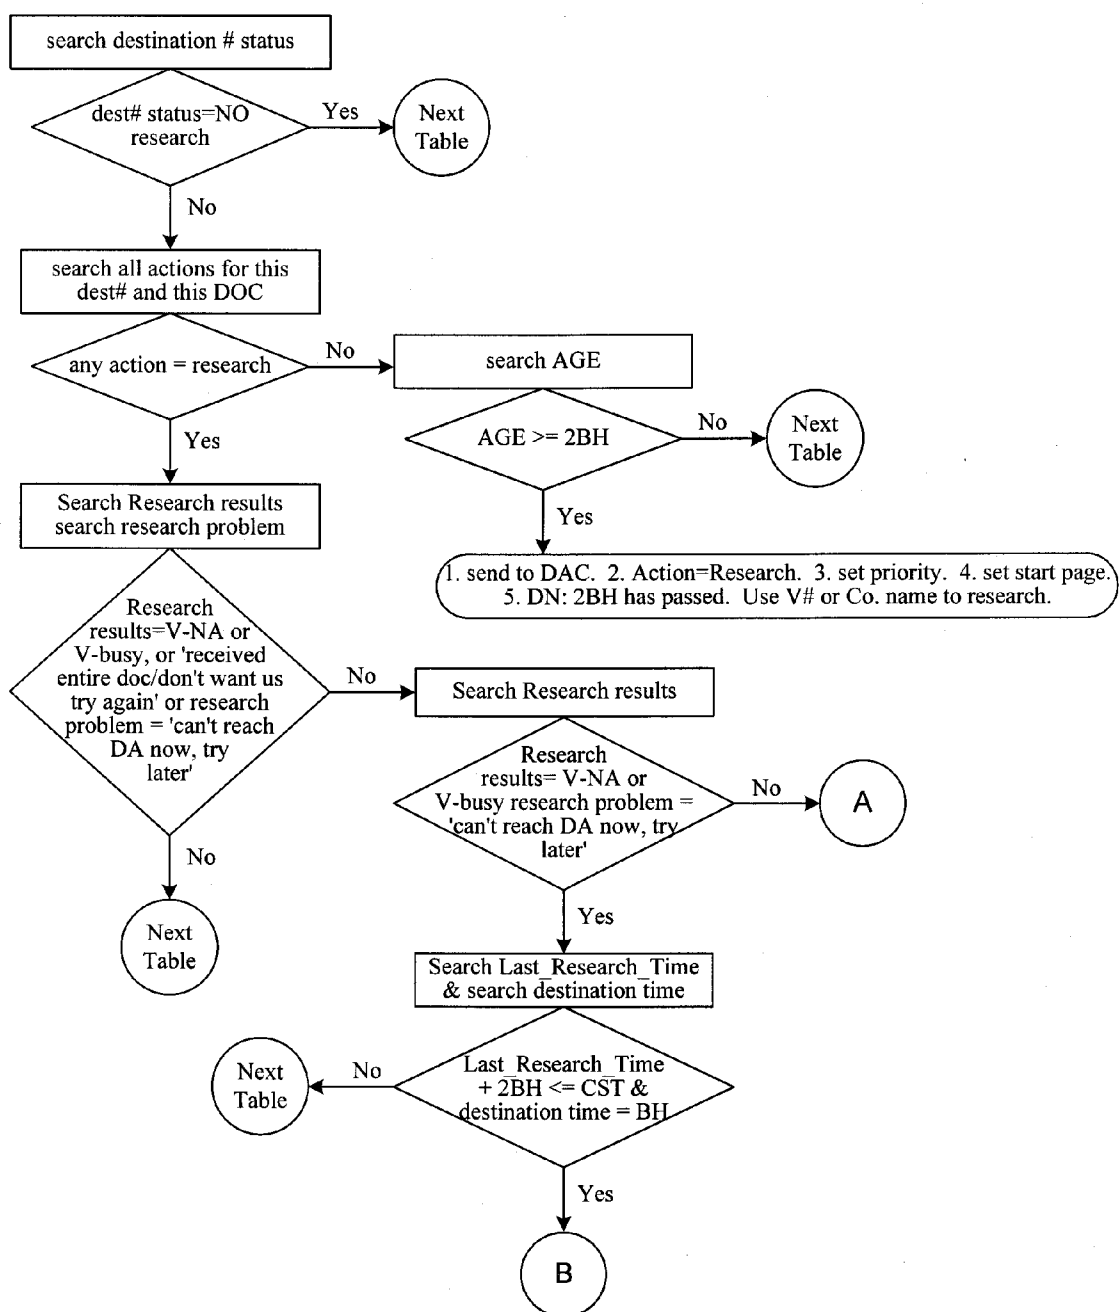 search destination # status
dest# status=NO
research
Yes
Next
Table
No
search all actions for this
dest# and this DOC
any action = research
No
search AGE
AGE >= 2BH
No
Next
Table
Yes
Yes
1. send to DAC.  2. Action=Research.  3. set priority.  4. set start page.
5. DN: 2BH has passed.  Use V# or Co. name to research.
Search Research results
search research problem
Research
results=V-NA or
V-busy, or 'received
entire doc/don't want us
try again' or research
problem = 'can't reach
DA now, try
later'
No
Next
Table
No
Search Research results
Research
results= V-NA or
V-busy research problem =
'can't reach DA now, try
later'
No
A
Yes
Search Last_Research_Time
& search destination time
Last_Research_Time
+ 2BH <= CST &
destination time = BH
No
Next
Table
Yes
B